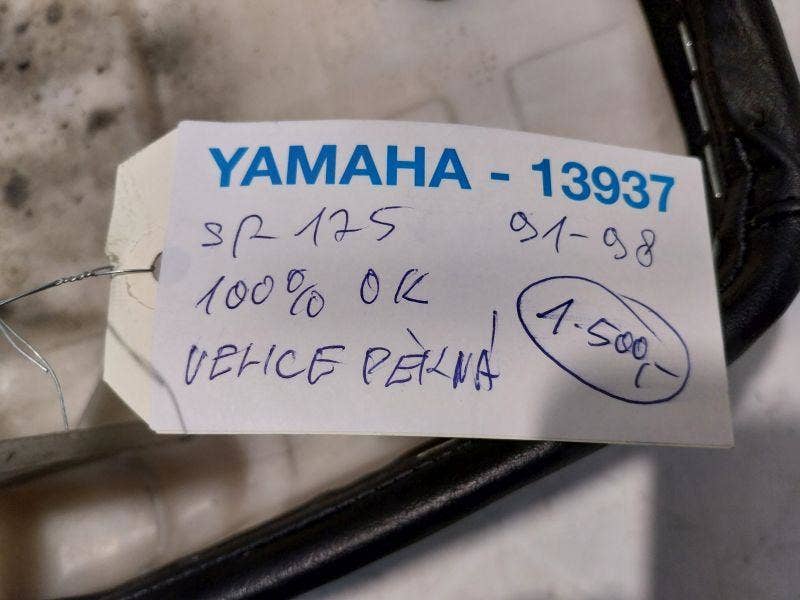 YAMAHA - 13937
SR 125 91-98
100% OK
VELICE PĚKNÁ
1.500,-